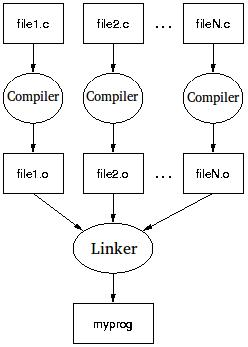 file1.c file2.c ... fileN.c
Compiler Compiler Compiler
file1.o file2.o ... fileN.o
Linker
myprog